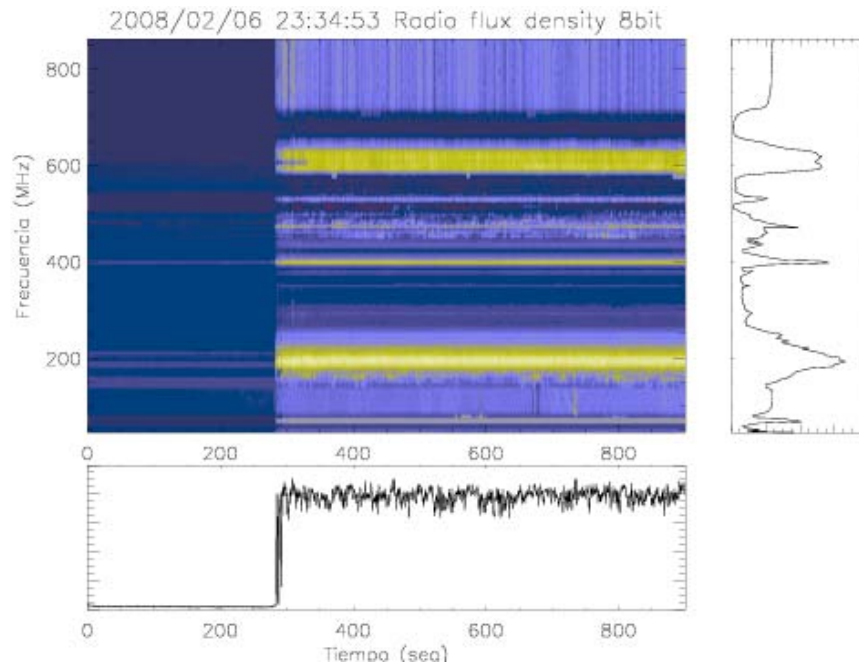 2008/02/06 23:34:53 Radio flux density 8bit
Frecuencia (MHz)
800
600
400
200
0 200 400 600 800
0 200 400 600 800
Tiempo (seg)